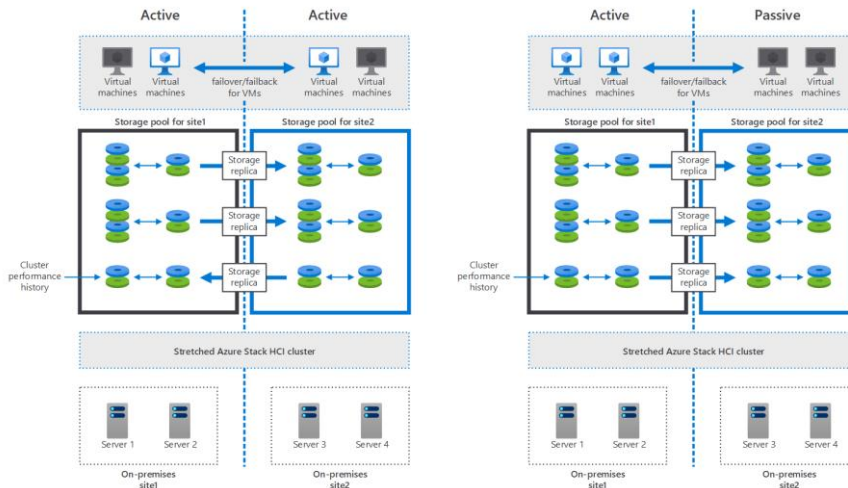 Active Active
Virtual machines
Virtual machines
failover/failback for VMs
Virtual machines
Virtual machines
Storage pool for site1
Storage pool for site2
Storage replica
Storage replica
Cluster performance history
Storage replica
Stretched Azure Stack HCI cluster
Server 1
Server 2
Server 3
Server 4
On-premises site1
On-premises site2
Active Passive
Virtual machines
Virtual machines
failover/failback for VMs
Virtual machines
Virtual machines
Storage pool for site1
Storage pool for site2
Storage replica
Storage replica
Cluster performance history
Storage replica
Stretched Azure Stack HCI cluster
Server 1
Server 2
Server 3
Server 4
On-premises site1
On-premises site2